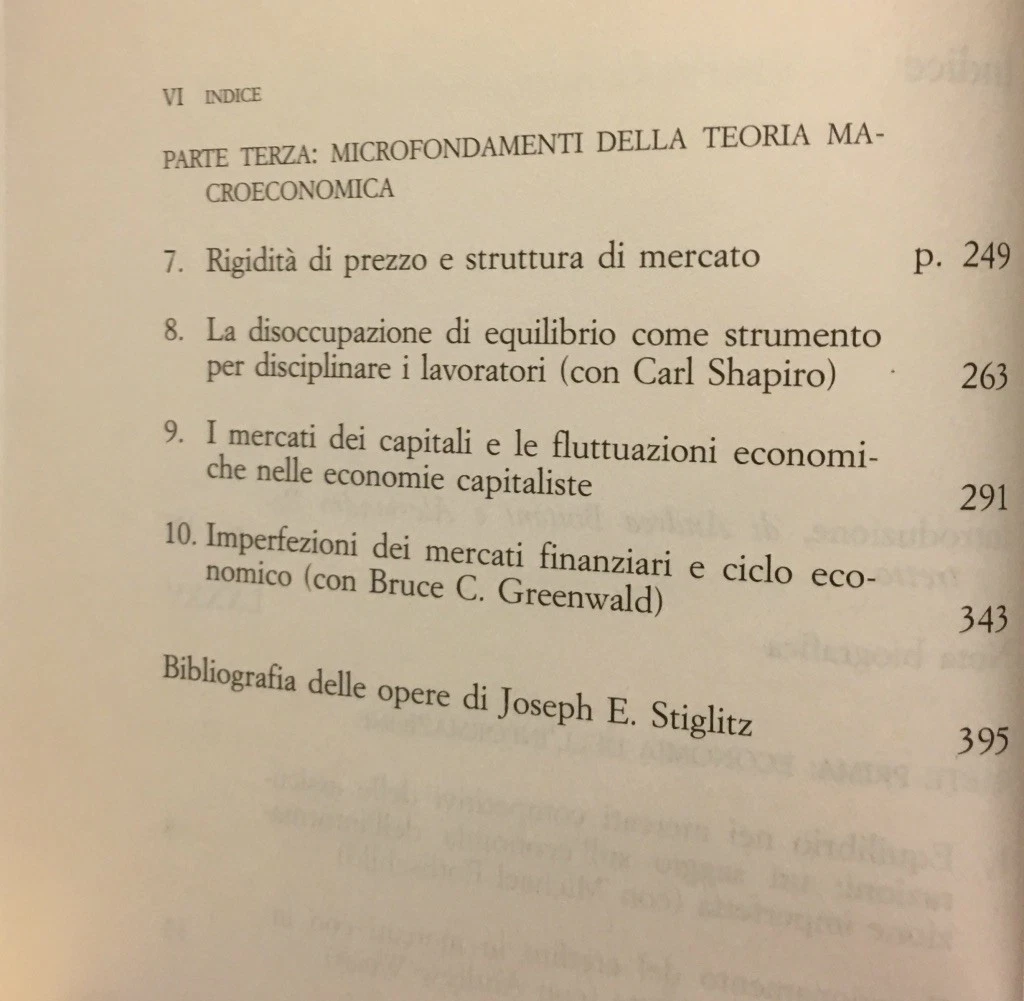 VI INDICE
PARTE TERZA: MICROFONDAMENTI DELLA TEORIA MA-
CROECONOMICA
7. Rigidità di prezzo e struttura di mercato p. 249
8. La disoccupazione di equilibrio come strumento
per disciplinare i lavoratori (con Carl Shapiro) 263
9. I mercati dei capitali e le fluttuazioni economi-
che nelle economie capitaliste 291
10. Imperfezioni dei mercati finanziari e ciclo eco-
nomico (con Bruce C. Greenwald) 343
Bibliografia delle opere di Joseph E. Stiglitz 395